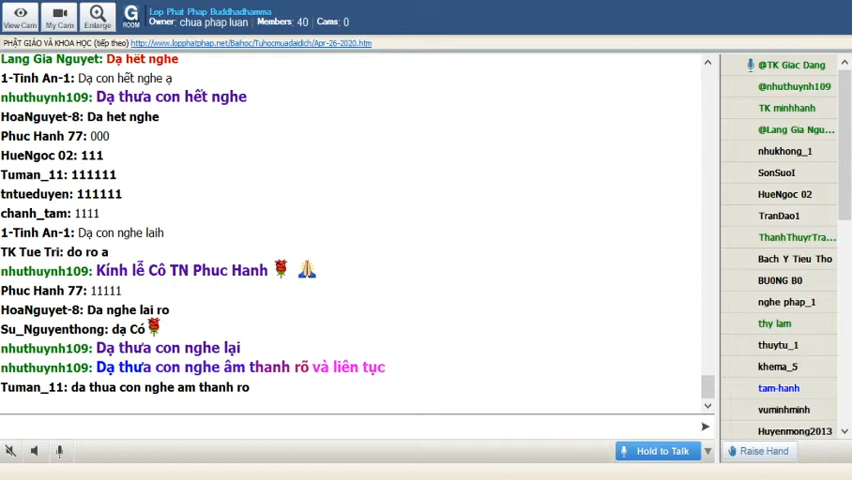 View Cam
My Cam
Enlarge
G
ROOM
Lop Phat Phap Buddhadhamma
Owner: chua phap luan Members: 40 Cams: 0
PHẬT GIÁO VÀ KHOA HỌC (tiếp theo) http://www.lopphatphap.net/Baihoc/Tuhocmuadaidich/Apr-26-2020.htm
Lang Gia Nguyet: Dạ hết nghe
1-Tinh An-1: Dạ con hết nghe ạ
nhuthuynh109: Dạ thưa con hết nghe
HoaNguyet-8: Da het nghe
Phuc Hanh 77: 000
HueNgoc 02: 111
Tuman_11: 111111
tntueduyen: 111111
chanh_tam: 1111
1-Tinh An-1: Dạ con nghe laih
TK Tue Tri: do ro a
nhuthuynh109: Kính lễ Cô TN Phuc Hanh
Phuc Hanh 77: 11111
HoaNguyet-8: Da nghe lai ro
Su_Nguyenthong: dạ Có
nhuthuynh109: Dạ thưa con nghe lại
nhuthuynh109: Dạ thưa con nghe âm thanh rõ và liên tục
Tuman_11: da thua con nghe am thanh ro
@TK Giac Dang
@nhuthuynh109
TK minhhanh
@Lang Gia Ngu...
nhukhong_1
SonSuoI
HueNgoc 02
TranDao1
ThanhThuyrTra...
Bach Y Tieu Tho
BU0NG B0
nghe phap_1
thy lam
thuytu_1
khema_5
tam-hanh
vuminhminh
Huyenmong2013
Hold to Talk
Raise Hand